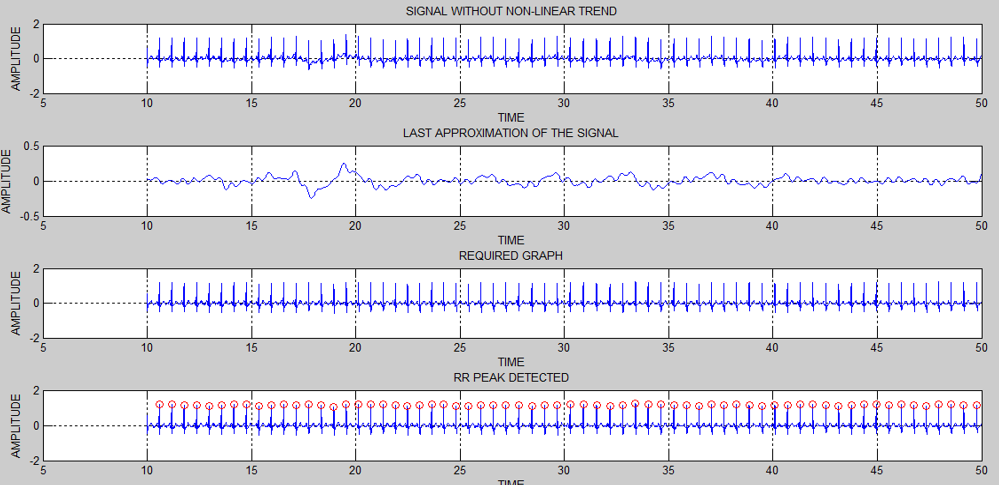 SIGNAL WITHOUT NON-LINEAR TREND
AMPLITUDE
2
0
-2
5 10 15 20 25 30 35 40 45 50
TIME
LAST APPROXIMATION OF THE SIGNAL
AMPLITUDE
0.5
0
-0.5
5 10 15 20 25 30 35 40 45 50
TIME
REQUIRED GRAPH
AMPLITUDE
2
0
-2
5 10 15 20 25 30 35 40 45 50
TIME
RR PEAK DETECTED
AMPLITUDE
2
0
-2
5 10 15 20 25 30 35 40 45 50
TIME